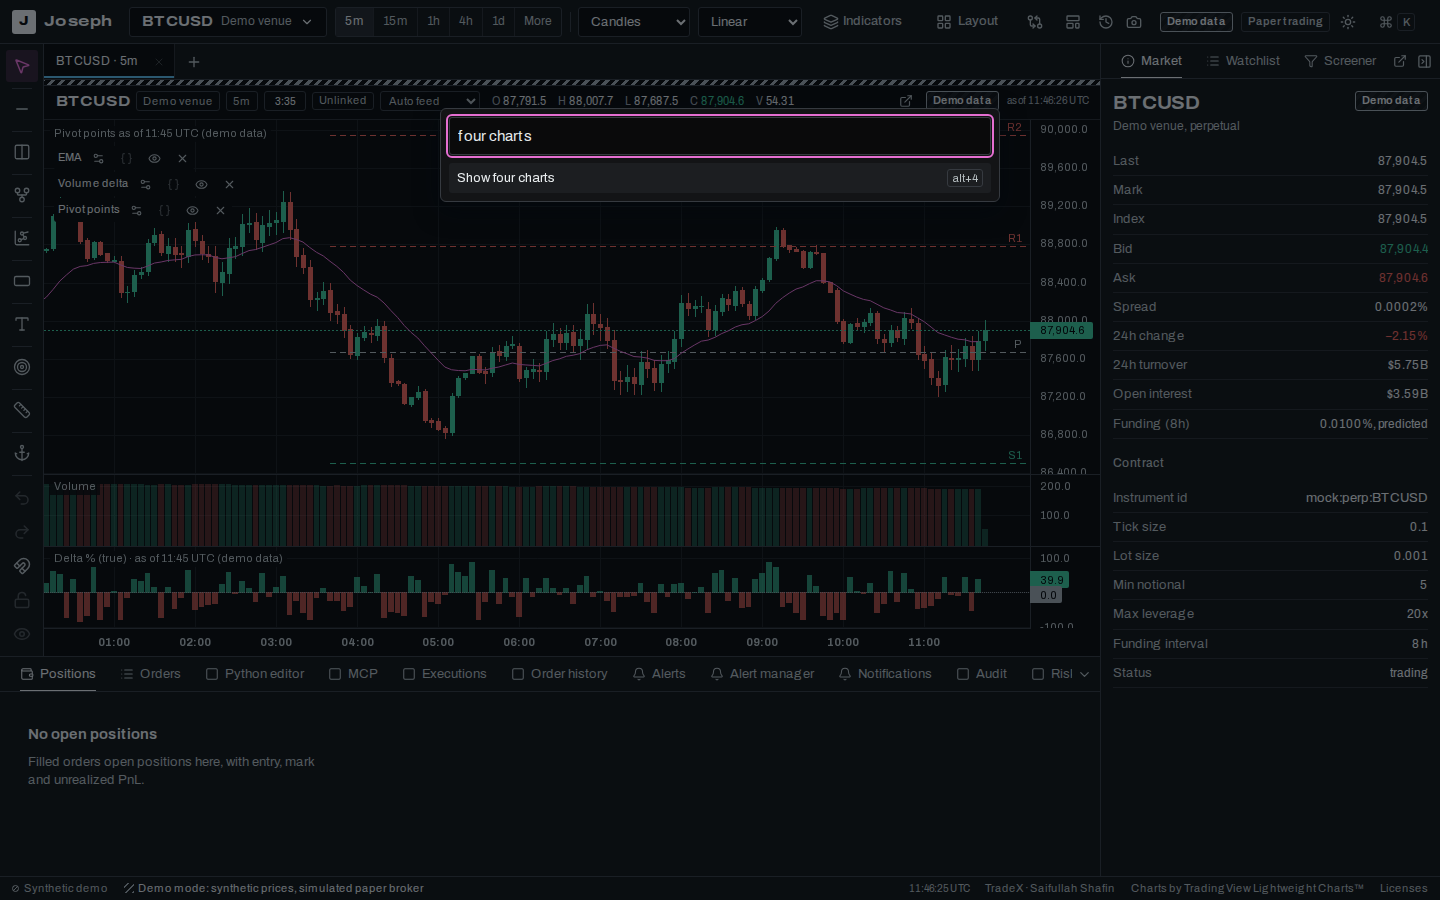 J Joseph BTCUSD Demo venue 5m 15m 1h 4h 1d More Candles Linear Indicators Layout Demo data Paper trading ⌘ K
BTCUSD · 5m
BTCUSD Demo venue 5m 3:35 Unlinked Auto feed O 87,791.5 H 88,007.7 L 87,687.5 C 87,904.6 V 54.31 Demo data as of 11:46:26 UTC
Pivot points as of 11:45 UTC (demo data)
EMA
Volume delta
Pivot points
four charts
Show four charts alt+4
R2
R1
P
S1
90,000.0
89,600.0
89,200.0
88,800.0
88,400.0
88,000.0
87,904.6
87,600.0
87,200.0
86,800.0
86,400.0
Volume
200.0
100.0
Delta % (true) · as of 11:45 UTC (demo data)
100.0
39.9
0.0
-100.0
01:00 02:00 03:00 04:00 05:00 06:00 07:00 08:00 09:00 10:00 11:00
Market Watchlist Screener
BTCUSD Demo data
Demo venue, perpetual
Last 87,904.5
Mark 87,904.5
Index 87,904.5
Bid 87,904.4
Ask 87,904.6
Spread 0.0002%
24h change −2.15%
24h turnover $5.75B
Open interest $3.59B
Funding (8h) 0.0100%, predicted
Contract
Instrument id mock:perp:BTCUSD
Tick size 0.1
Lot size 0.001
Min notional 5
Max leverage 20x
Funding interval 8h
Status trading
Positions Orders Python editor MCP Executions Order history Alerts Alert manager Notifications Audit
No open positions
Filled orders open positions here, with entry, mark
and unrealized PnL.
Synthetic demo Demo mode: synthetic prices, simulated paper broker 11:46:25 UTC TradeX · Saifullah Shafin Charts by TradingView Lightweight Charts™ Licenses